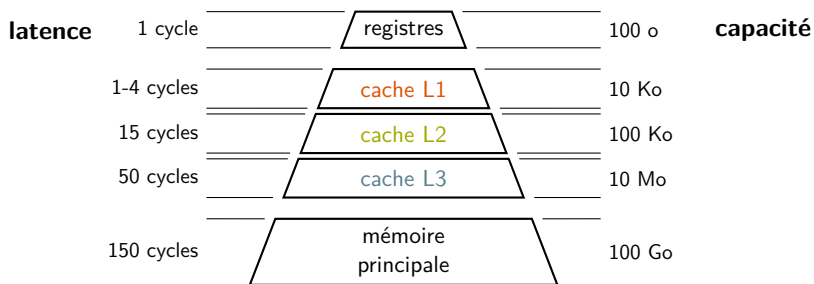 latence 1 cycle registres 100 o capacité
1-4 cycles cache L1 10 Ko
15 cycles cache L2 100 Ko
50 cycles cache L3 10 Mo
mémoire
150 cycles 100 Go
principale